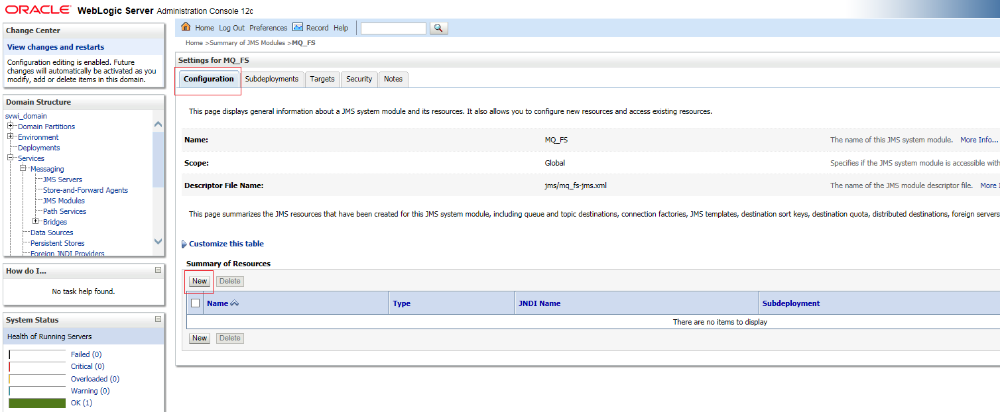 ORACLE WebLogic Server Administration Console 12c
Change Center
View changes and restarts
Configuration editing is enabled. Future
changes will automatically be activated as you
modify, add or delete items in this domain.
Domain Structure
svwi_domain
Domain Partitions
Environment
Deployments
Services
Messaging
JMS Servers
Store-and-Forward Agents
JMS Modules
Path Services
Bridges
Data Sources
Persistent Stores
Foreign JNDI Providers
How do I...
No task help found.
System Status
Health of Running Servers
Failed (0)
Critical (0)
Overloaded (0)
Warning (0)
OK (1)
Home Log Out Preferences Record Help
Home >Summary of JMS Modules >MQ_FS
Settings for MQ_FS
Configuration Subdeployments Targets Security Notes
This page displays general information about a JMS system module and its resources. It also allows you to configure new resources and access existing resources.
Name: MQ_FS The name of this JMS system module. More Info...
Scope: Global Specifies if the JMS system module is accessible with
Descriptor File Name: jms/mq_fs-jms.xml The name of the JMS module descriptor file. More I
This page summarizes the JMS resources that have been created for this JMS system module, including queue and topic destinations, connection factories, JMS templates, destination sort keys, destination quota, distributed destinations, foreign servers
Customize this table
Summary of Resources
New Delete
Name Type JNDI Name Subdeployment
There are no items to display
New Delete